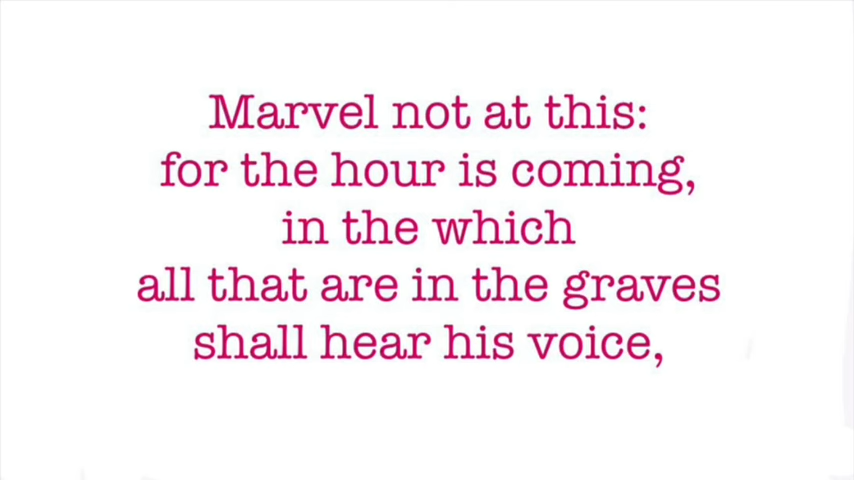 Marvel not at this:
for the hour is coming,
in the which
all that are in the graves
shall hear his voice,